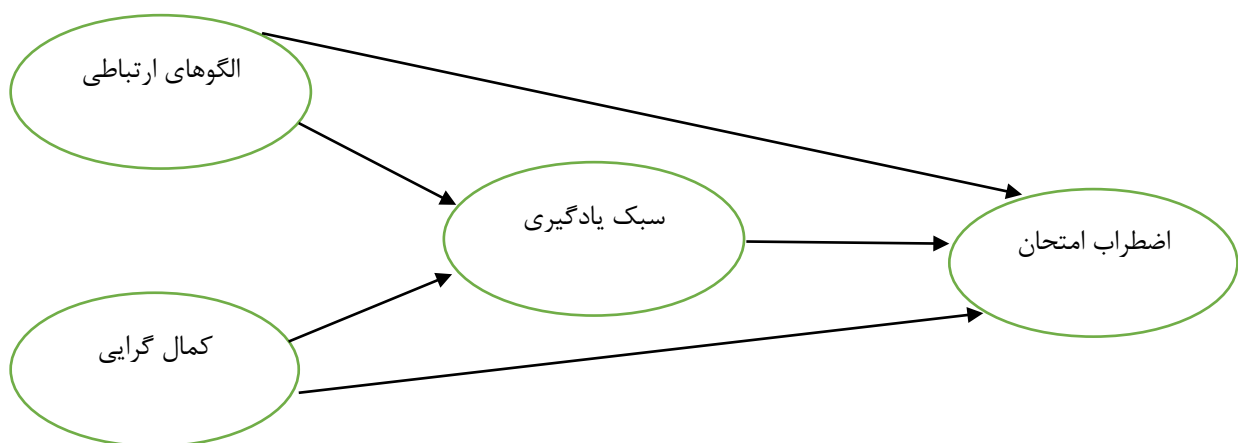 الگوهای ارتباطی
سبک یادگیری
اضطراب امتحان
کمال گرایی